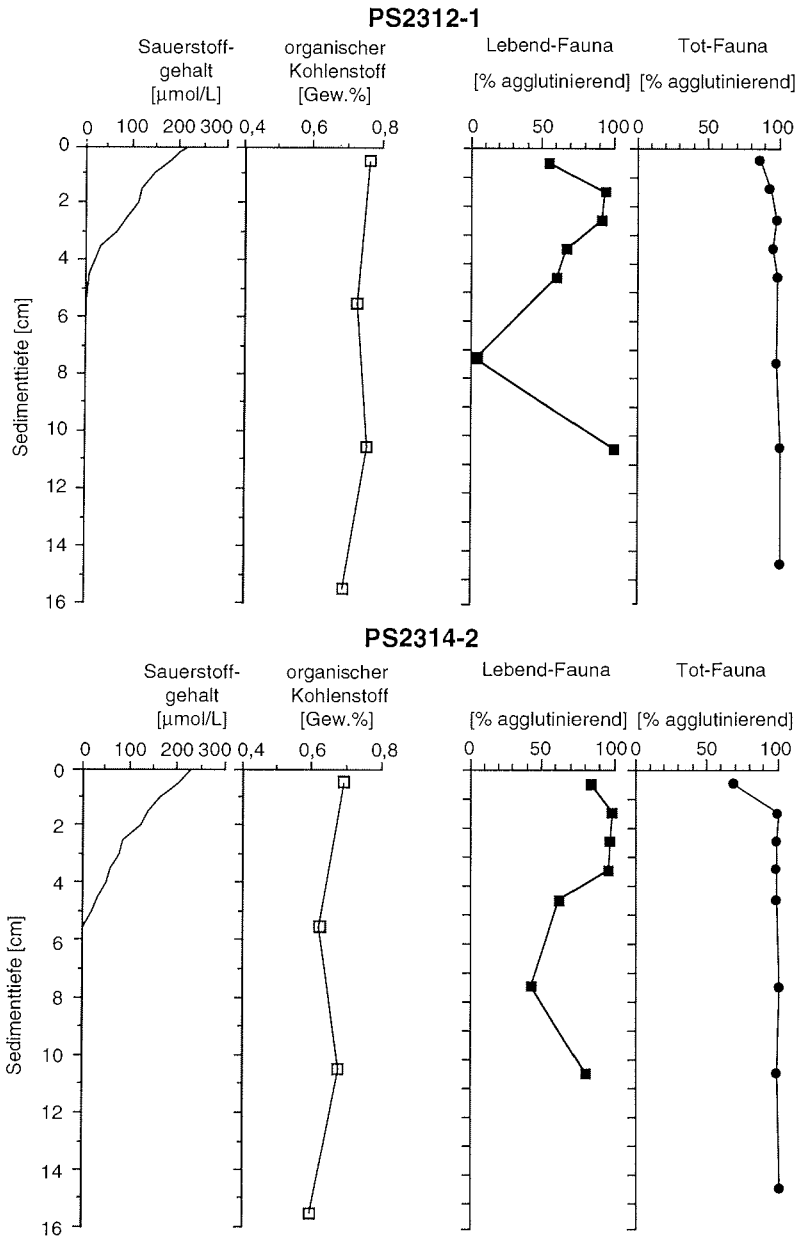 PS2312-1
Sauerstoff-
gehalt
[µmol/L]
organischer
Kohlenstoff
[Gew.%]
Lebend-Fauna
[% agglutinierend]
Tot-Fauna
[% agglutinierend]
0 100 200 300
0,4 0,6 0,8
0 50 100
0 50 100
Sedimenttiefe [cm]
0
2
4
6
8
10
12
14
16
PS2314-2
Sauerstoff-
gehalt
[µmol/L]
organischer
Kohlenstoff
[Gew.%]
Lebend-Fauna
[% agglutinierend]
Tot-Fauna
[% agglutinierend]
0 100 200 300
0,4 0,6 0,8
0 50 100
0 50 100
Sedimenttiefe [cm]
0
2
4
6
8
10
12
14
16